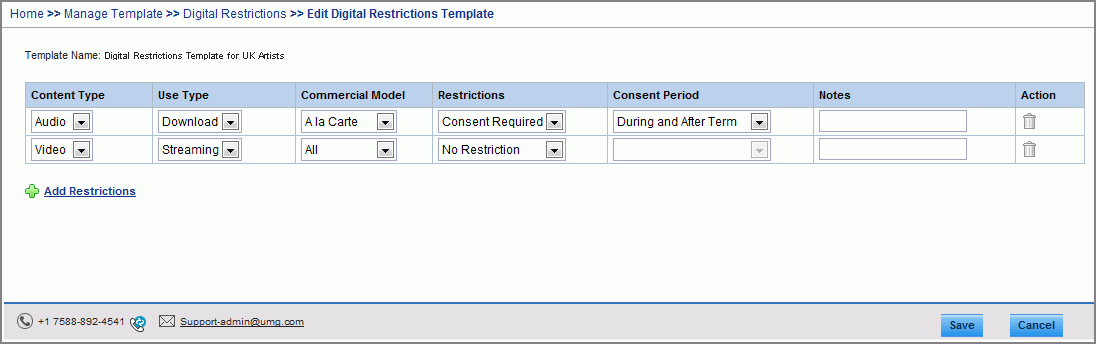 Home >> Manage Template >> Digital Restrictions >> Edit Digital Restrictions Template
Template Name: Digital Restrictions Template for UK Artists
Content Type Use Type Commercial Model Restrictions Consent Period Notes Action
Audio Download A la Carte Consent Required During and After Term
Video Streaming All No Restriction
Add Restrictions
+1 7588-892-4541 Support-admin@umg.com Save Cancel